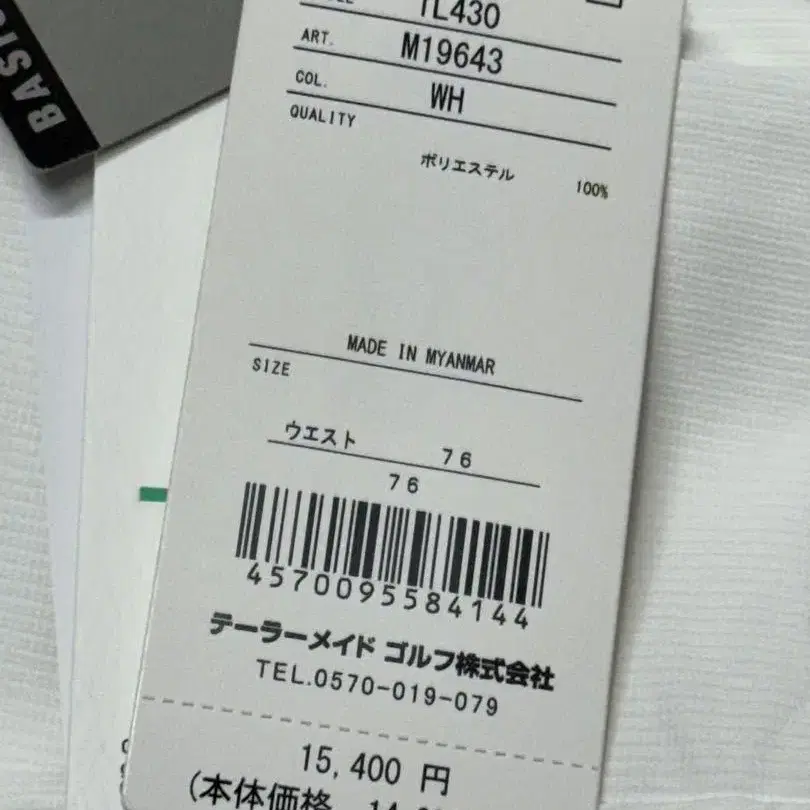 BASIC
TL430
ART. M19643
COL. WH
QUALITY
ポリエステル 100%
MADE IN MYANMAR
SIZE
ウエスト 76
76
4570095584144
テーラーメイド ゴルフ株式会社
TEL.0570-019-079
15,400 円
(本体価格